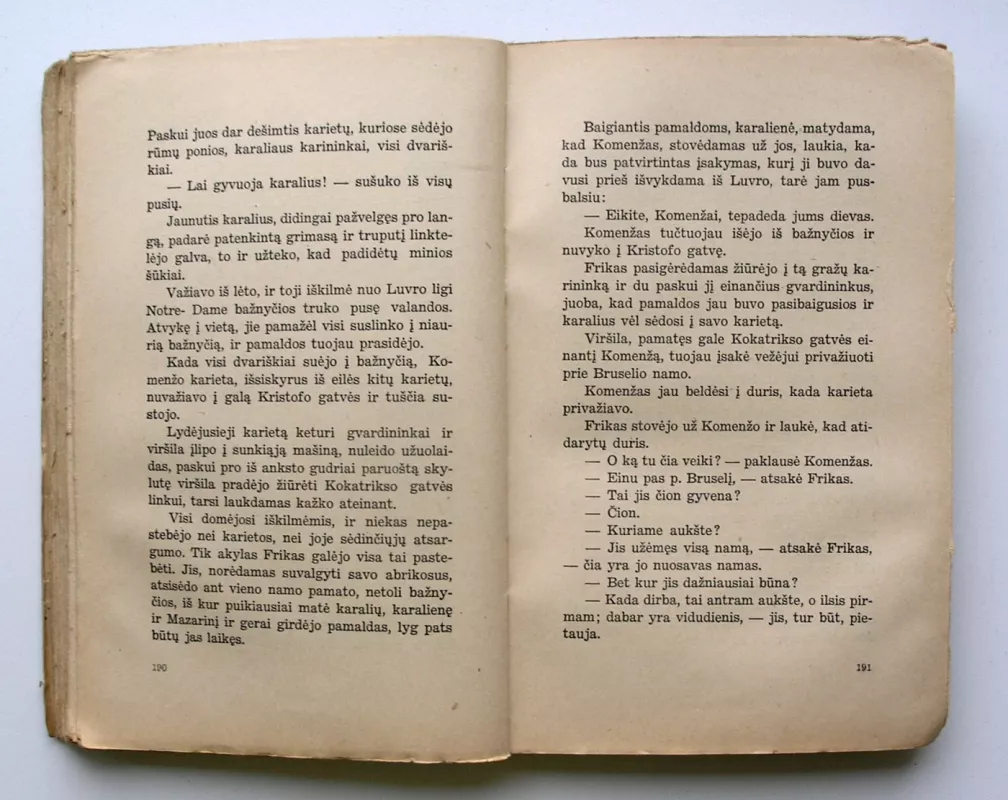 Paskui juos dar dešimtis karietų, kuriose sėdėjo
rūmų ponios, karaliaus karininkai, visi dvariš-
kiai.
— Lai gyvuoja karalius! — sušuko iš visų
pusių.
Jaunutis karalius, didingai pažvelgęs pro lan-
gą, padarė patenkintą grimasą ir truputį linkte-
lėjo galva, to ir užteko, kad padidėtų minios
šūkiai.
Važiavo iš lėto, ir toji iškilmė nuo Luvro ligi
Notre- Dame bažnyčios truko pusę valandos.
Atvykę į vietą, jie pamažėl visi suslinko į niau-
rią bažnyčią, ir pamaldos tuojau prasidėjo.
Kada visi dvariškiai suėjo į bažnyčią, Ko-
menžo karieta, išsiskyrus iš eilės kitų karietų,
nuvažiavo į galą Kristofo gatvės ir tuščia su-
stojo.
Lydėjusieji karietą keturi gvardininkai ir
viršila įlipo į sunkiąją mašiną, nuleido užuolai-
das, paskui pro iš anksto gudriai paruoštą sky-
lutę viršila pradėjo žiūrėti Kokatrikso gatvės
linkui, tarsi laukdamas kažko ateinant.
Visi domėjosi iškilmėmis, ir niekas nepa-
stebėjo nei karietos, nei joje sėdinčiųjų atsar-
gumo. Tik akylas Frikas galėjo visa tai paste-
bėti. Jis, norėdamas suvalgyti savo abrikosus,
atsisėdo ant vieno namo pamato, netoli bažny-
čios, iš kur puikiausiai matė karalių, karalienę
ir Mazarinį ir gerai girdėjo pamaldas, lyg pats
būtų jas laikęs.
190
Baigiantis pamaldoms, karalienė, matydama,
kad Komenžas, stovėdamas už jos, laukia, ka-
da bus patvirtintas įsakymas, kurį ji buvo da-
vusi prieš išvykdama iš Luvro, tarė jam pus-
balsiu:
— Eikite, Komenžai, tepadeda jums dievas.
Komenžas tučtuojau išėjo iš bažnyčios ir
nuvyko į Kristofo gatvę.
Frikas pasigėrėdamas žiūrėjo į tą gražų ka-
rininką ir du paskui jį einančius gvardininkus,
juoba, kad pamaldos jau buvo pasibaigusios ir
karalius vėl sėdosi į savo karietą.
Viršila, pamatęs gale Kokatrikso gatvės ei-
nantį Komenžą, tuojau įsakė vežėjui privažiuoti
prie Bruselio namo.
Komenžas jau beldėsi į duris, kada karieta
privažiavo.
Frikas stovėjo už Komenžo ir laukė, kad ati-
darytų duris.
— O ką tu čia veiki? — paklausė Komenžas.
— Einu pas p. Bruselį, — atsakė Frikas.
— Tai jis čion gyvena?
— Čion.
— Kuriame aukšte?
— Jis užėmęs visą namą, — atsakė Frikas,
— čia yra jo nuosavas namas.
— Bet kur jis dažniausiai būna?
— Kada dirba, tai antram aukšte, o ilsis pir-
mam; dabar yra vidudienis, — jis, tur būt, pie-
tauja.
191